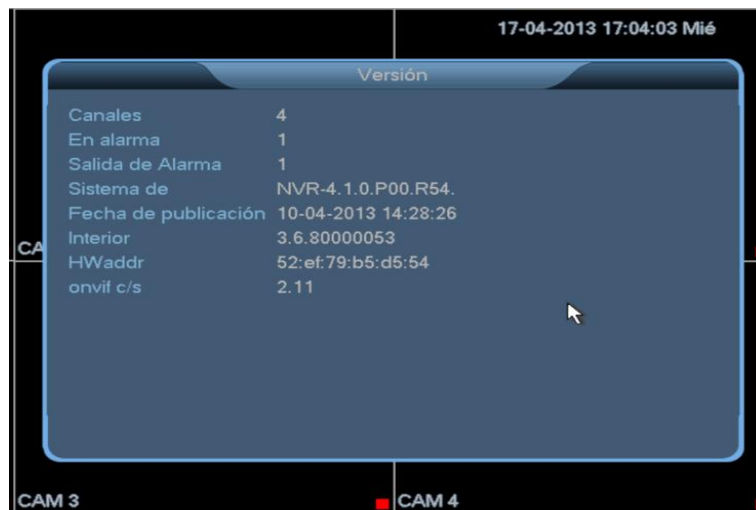 17-04-2013 17:04:03 Mié
Versión
Canales 4
En alarma 1
Salida de Alarma 1
Sistema de NVR-4.1.0.P00.R54.
Fecha de publicación 10-04-2013 14:28:26
Interior 3.6.80000053
HWaddr 52:ef:79:b5:d5:54
onvif c/s 2.11
CA
CAM 3
CAM 4